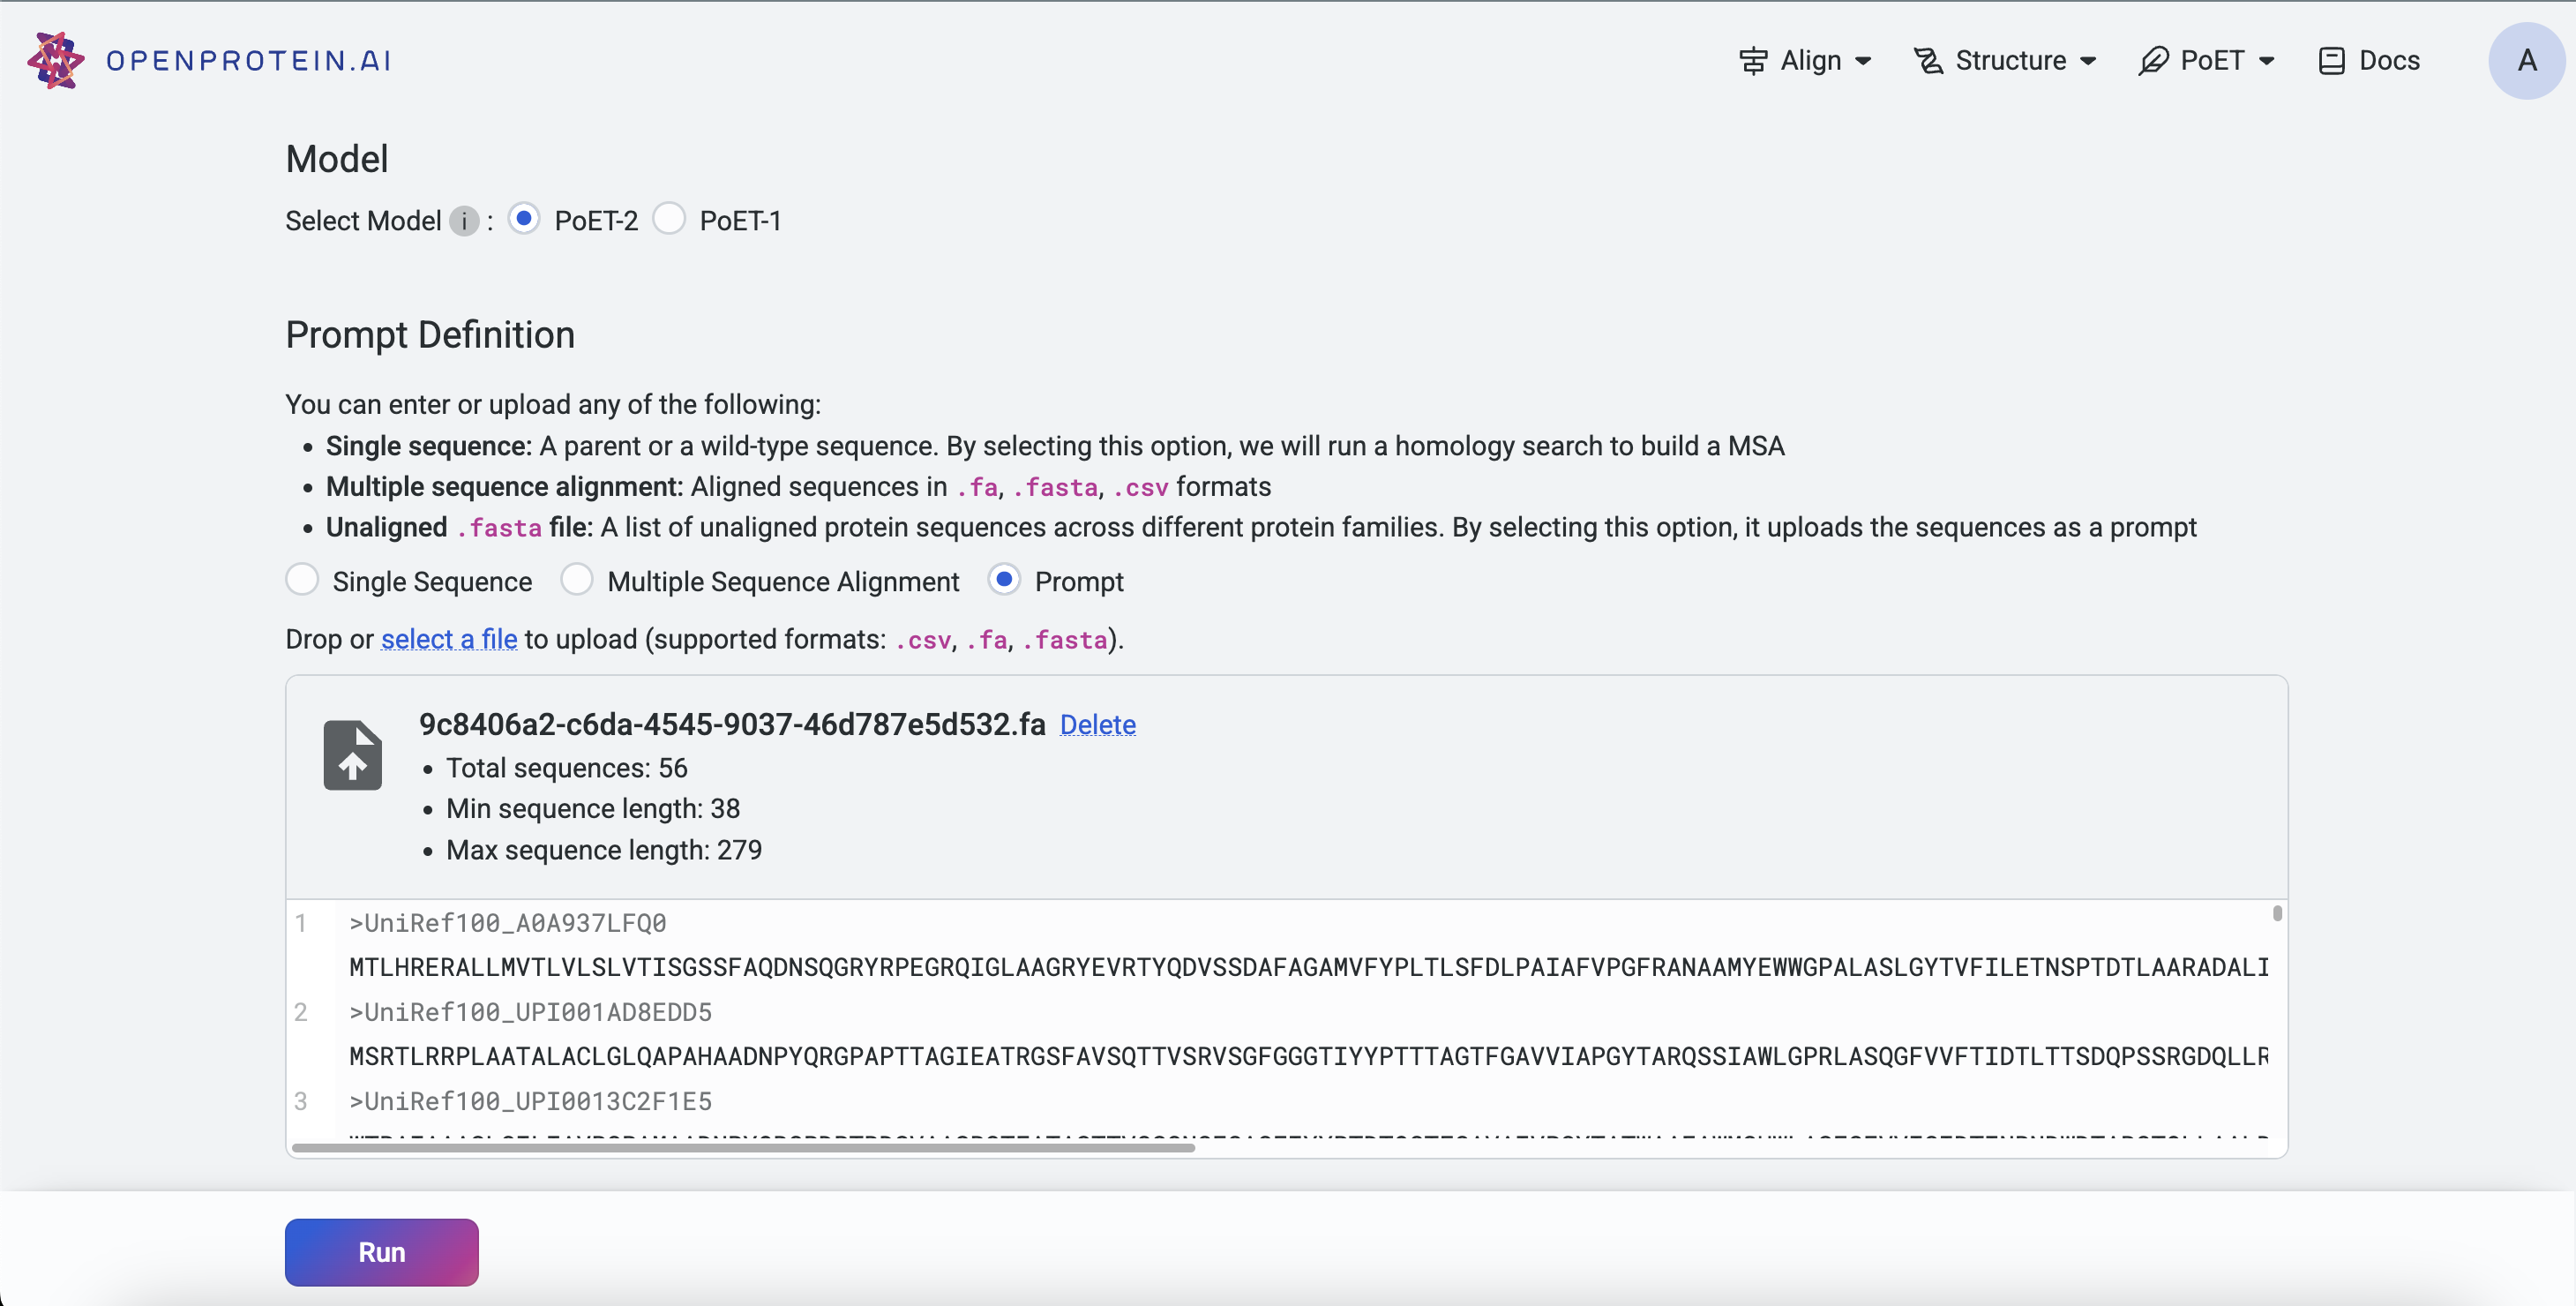 OPENPROTEIN.AI
Align
Structure
PoET
Docs
A
Model
Select Model i : PoET-2 PoET-1
Prompt Definition
You can enter or upload any of the following:
• Single sequence: A parent or a wild-type sequence. By selecting this option, we will run a homology search to build a MSA
• Multiple sequence alignment: Aligned sequences in .fa, .fasta, .csv formats
• Unaligned .fasta file: A list of unaligned protein sequences across different protein families. By selecting this option, it uploads the sequences as a prompt
Single Sequence Multiple Sequence Alignment Prompt
Drop or select a file to upload (supported formats: .csv, .fa, .fasta).
9c8406a2-c6da-4545-9037-46d787e5d532.fa Delete
• Total sequences: 56
• Min sequence length: 38
• Max sequence length: 279
1 >UniRef100_A0A937LFQ0
MTLHRERALLMVTLVLSLVTISGSSFAQDNSQGRYRPEGRQIGLAAGRYEVRTYQDVSSDAFAGAMVFYPLTLSFDLPAIAFVPGFRANAAMYEWWGPALASLGYTVFILETNSPTDTLAARADALI
2 >UniRef100_UPI001AD8EDD5
MSRTLRRPLAATALACLGLQAPAHAADNPYQRGPAPTTAGIEATRGSFAVSQTTVSRVSGFGGGTIYYPTTTAGTFGAVVIAPGYTARQSSIAWLGPRLASQGFVVFTIDTLTTSDQPSSRGDQLLR
3 >UniRef100_UPI0013C2F1E5
Run